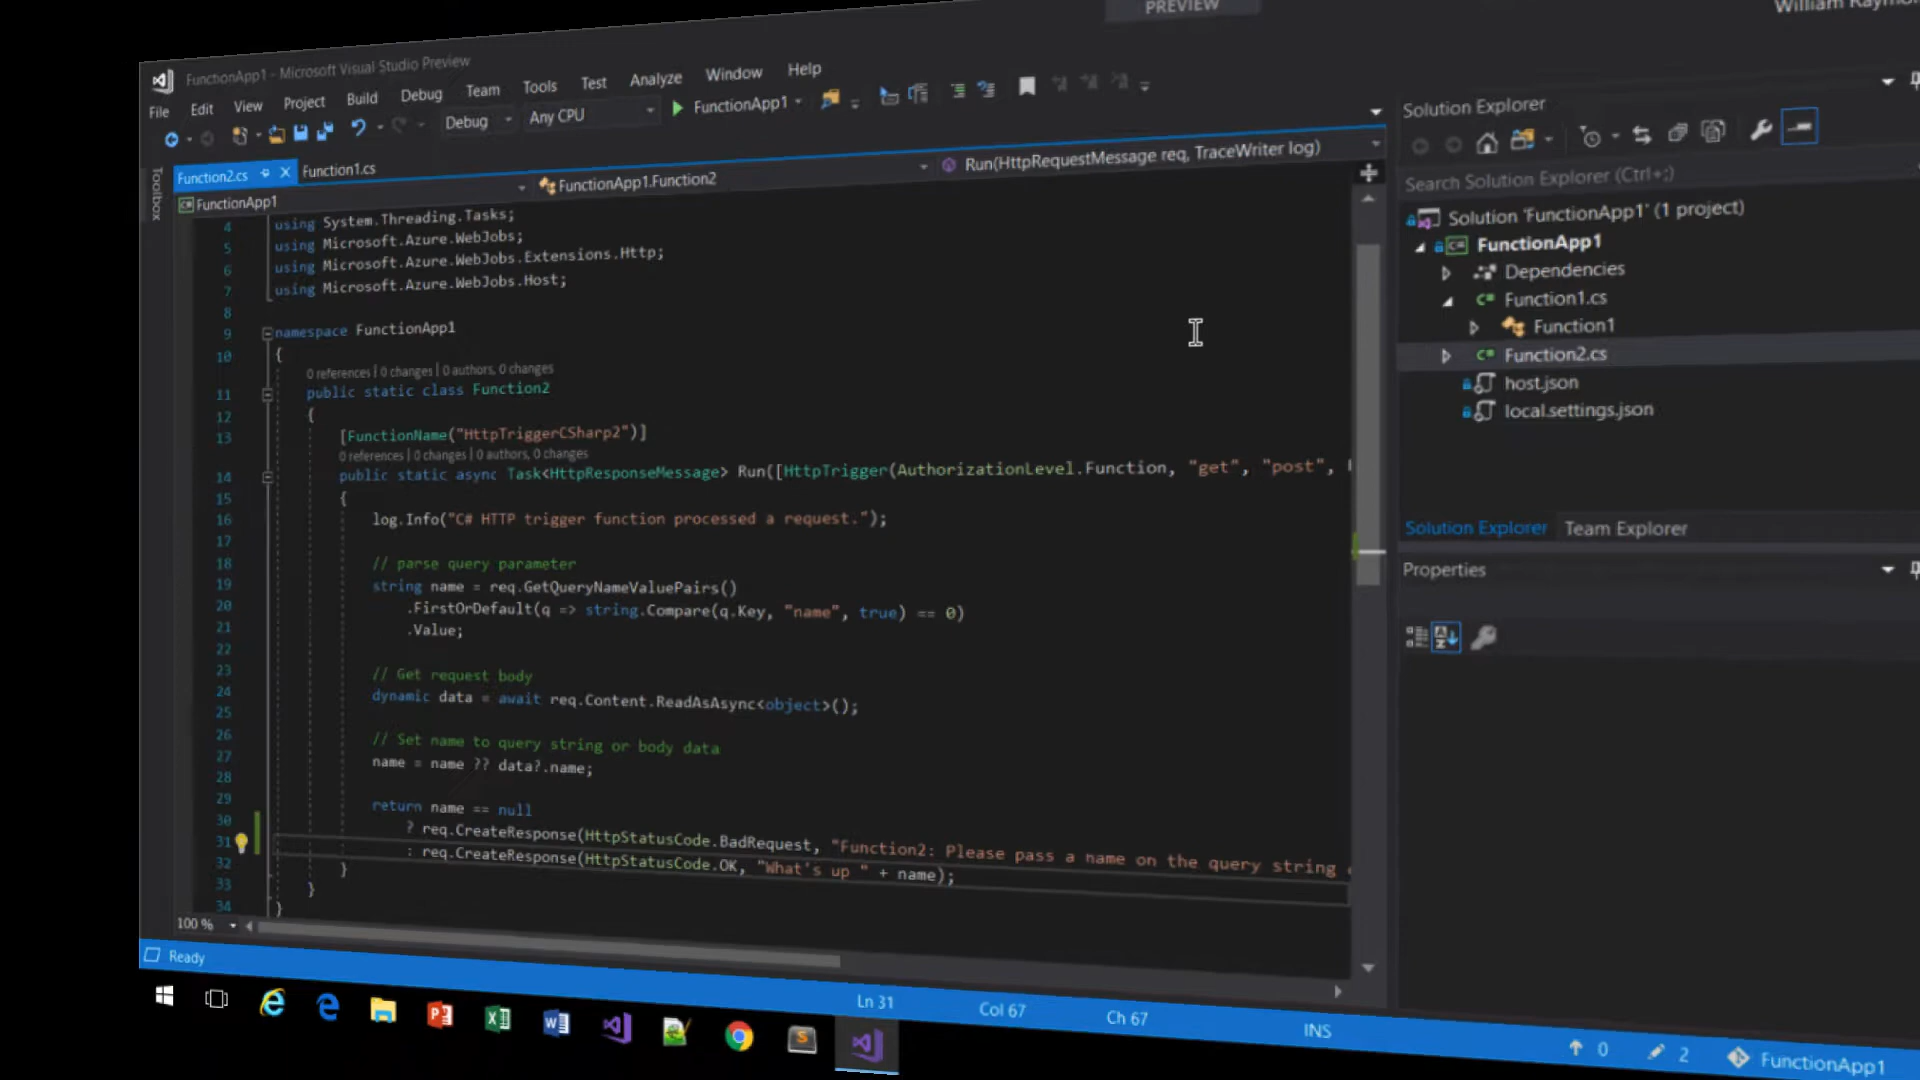 PREVIEW
William
FunctionApp1 - Microsoft Visual Studio Preview
File Edit View Project Build Debug Team Tools Test Analyze Window Help
Debug Any CPU FunctionApp1
Toolbox
Function2.cs Function1.cs
FunctionApp1 FunctionApp1.Function2 Run(HttpRequestMessage req, TraceWriter log)
4 using System.Threading.Tasks;
5 using Microsoft.Azure.WebJobs;
6 using Microsoft.Azure.WebJobs.Extensions.Http;
7 using Microsoft.Azure.WebJobs.Host;
8
9 namespace FunctionApp1
10 {
0 references | 0 changes | 0 authors, 0 changes
11 public static class Function2
12 {
13 [FunctionName("HttpTriggerCSharp2")]
0 references | 0 changes | 0 authors, 0 changes
14 public static async Task<HttpResponseMessage> Run([HttpTrigger(AuthorizationLevel.Function, "get", "post",
15 {
16 log.Info("C# HTTP trigger function processed a request.");
17
18 // parse query parameter
19 string name = req.GetQueryNameValuePairs()
20 .FirstOrDefault(q => string.Compare(q.Key, "name", true) == 0)
21 .Value;
22
23 // Get request body
24 dynamic data = await req.Content.ReadAsAsync<object>();
25
26 // Set name to query string or body data
27 name = name ?? data?.name;
28
29 return name == null
30 ? req.CreateResponse(HttpStatusCode.BadRequest, "Function2: Please pass a name on the query string
31 : req.CreateResponse(HttpStatusCode.OK, "What's up " + name);
32 }
33 }
34 }
100 %
Ready
Ln 31 Col 67 Ch 67 INS
0 2 FunctionApp1
Solution Explorer
Search Solution Explorer (Ctrl+;)
Solution 'FunctionApp1' (1 project)
FunctionApp1
Dependencies
Function1.cs
Function1
Function2.cs
host.json
local.settings.json
Solution Explorer Team Explorer
Properties